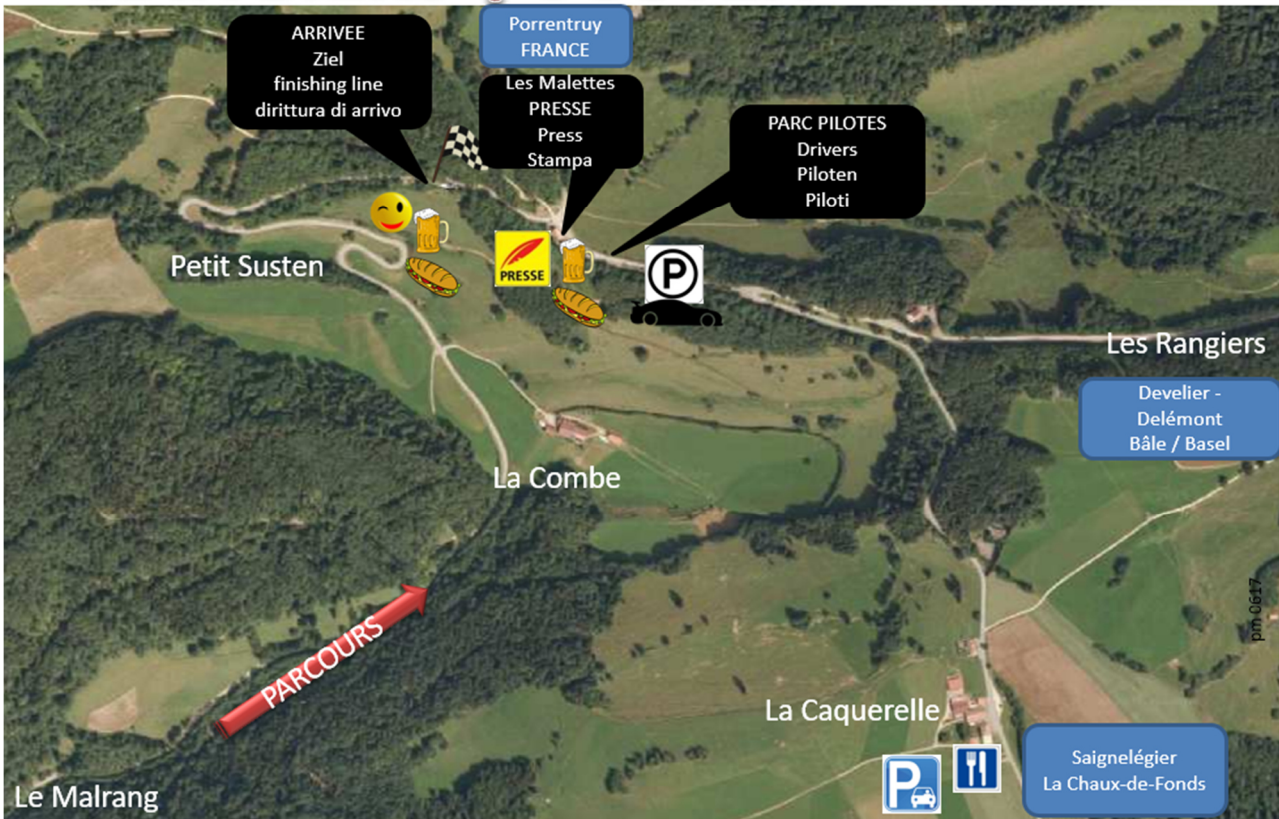 ARRIVEE
Ziel
finishing line
dirittura di arrivo
Porrentruy
FRANCE
Les Malettes
PRESSE
Press
Stampa
PARC PILOTES
Drivers
Piloten
Piloti
Petit Susten
PRESSE
P
Les Rangiers
Develier -
Delémont
Bâle / Basel
La Combe
PARCOURS
pm-0617
La Caquerelle
P
Saignelégier
La Chaux-de-Fonds
Le Malrang